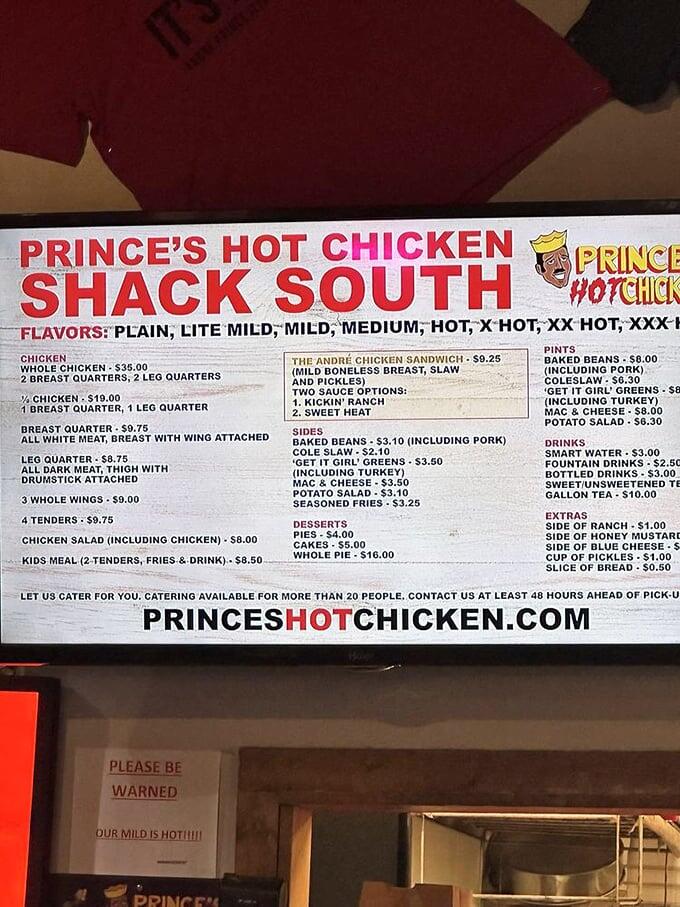 IT'S
PRINCE'S HOT CHICKEN
SHACK SOUTH
PRINCE
HOT CHICK
FLAVORS: PLAIN, LITE MILD, MILD, MEDIUM, HOT, X HOT, XX HOT, XXX H
CHICKEN
WHOLE CHICKEN - $35.00
2 BREAST QUARTERS, 2 LEG QUARTERS
½ CHICKEN - $19.00
1 BREAST QUARTER, 1 LEG QUARTER
BREAST QUARTER - $9.75
ALL WHITE MEAT, BREAST WITH WING ATTACHED
LEG QUARTER - $8.75
ALL DARK MEAT, THIGH WITH
DRUMSTICK ATTACHED
3 WHOLE WINGS - $9.00
4 TENDERS - $9.75
CHICKEN SALAD (INCLUDING CHICKEN) - $8.00
KIDS MEAL (2 TENDERS, FRIES & DRINK) - $8.50
THE ANDRÉ CHICKEN SANDWICH - $9.25
(MILD BONELESS BREAST, SLAW
AND PICKLES)
TWO SAUCE OPTIONS:
1. KICKIN' RANCH
2. SWEET HEAT
SIDES
BAKED BEANS - $3.10 (INCLUDING PORK)
COLE SLAW - $2.10
'GET IT GIRL' GREENS - $3.50
(INCLUDING TURKEY)
MAC & CHEESE - $3.50
POTATO SALAD - $3.10
SEASONED FRIES - $3.25
DESSERTS
PIES - $4.00
CAKES - $5.00
WHOLE PIE - $16.00
PINTS
BAKED BEANS - $8.00
(INCLUDING PORK)
COLESLAW - $6.30
'GET IT GIRL' GREENS - $8
(INCLUDING TURKEY)
MAC & CHEESE - $8.00
POTATO SALAD - $6.30
DRINKS
SMART WATER - $3.00
FOUNTAIN DRINKS - $2.50
BOTTLED DRINKS - $3.00
SWEET/UNSWEETENED TE
GALLON TEA - $10.00
EXTRAS
SIDE OF RANCH - $1.00
SIDE OF HONEY MUSTARD
SIDE OF BLUE CHEESE - $
CUP OF PICKLES - $1.00
SLICE OF BREAD - $0.50
LET US CATER FOR YOU. CATERING AVAILABLE FOR MORE THAN 20 PEOPLE. CONTACT US AT LEAST 48 HOURS AHEAD OF PICK-U
PRINCESHOTCHICKEN.COM
PLEASE BE
WARNED
OUR MILD IS HOT!!!!!
PRINCE'S